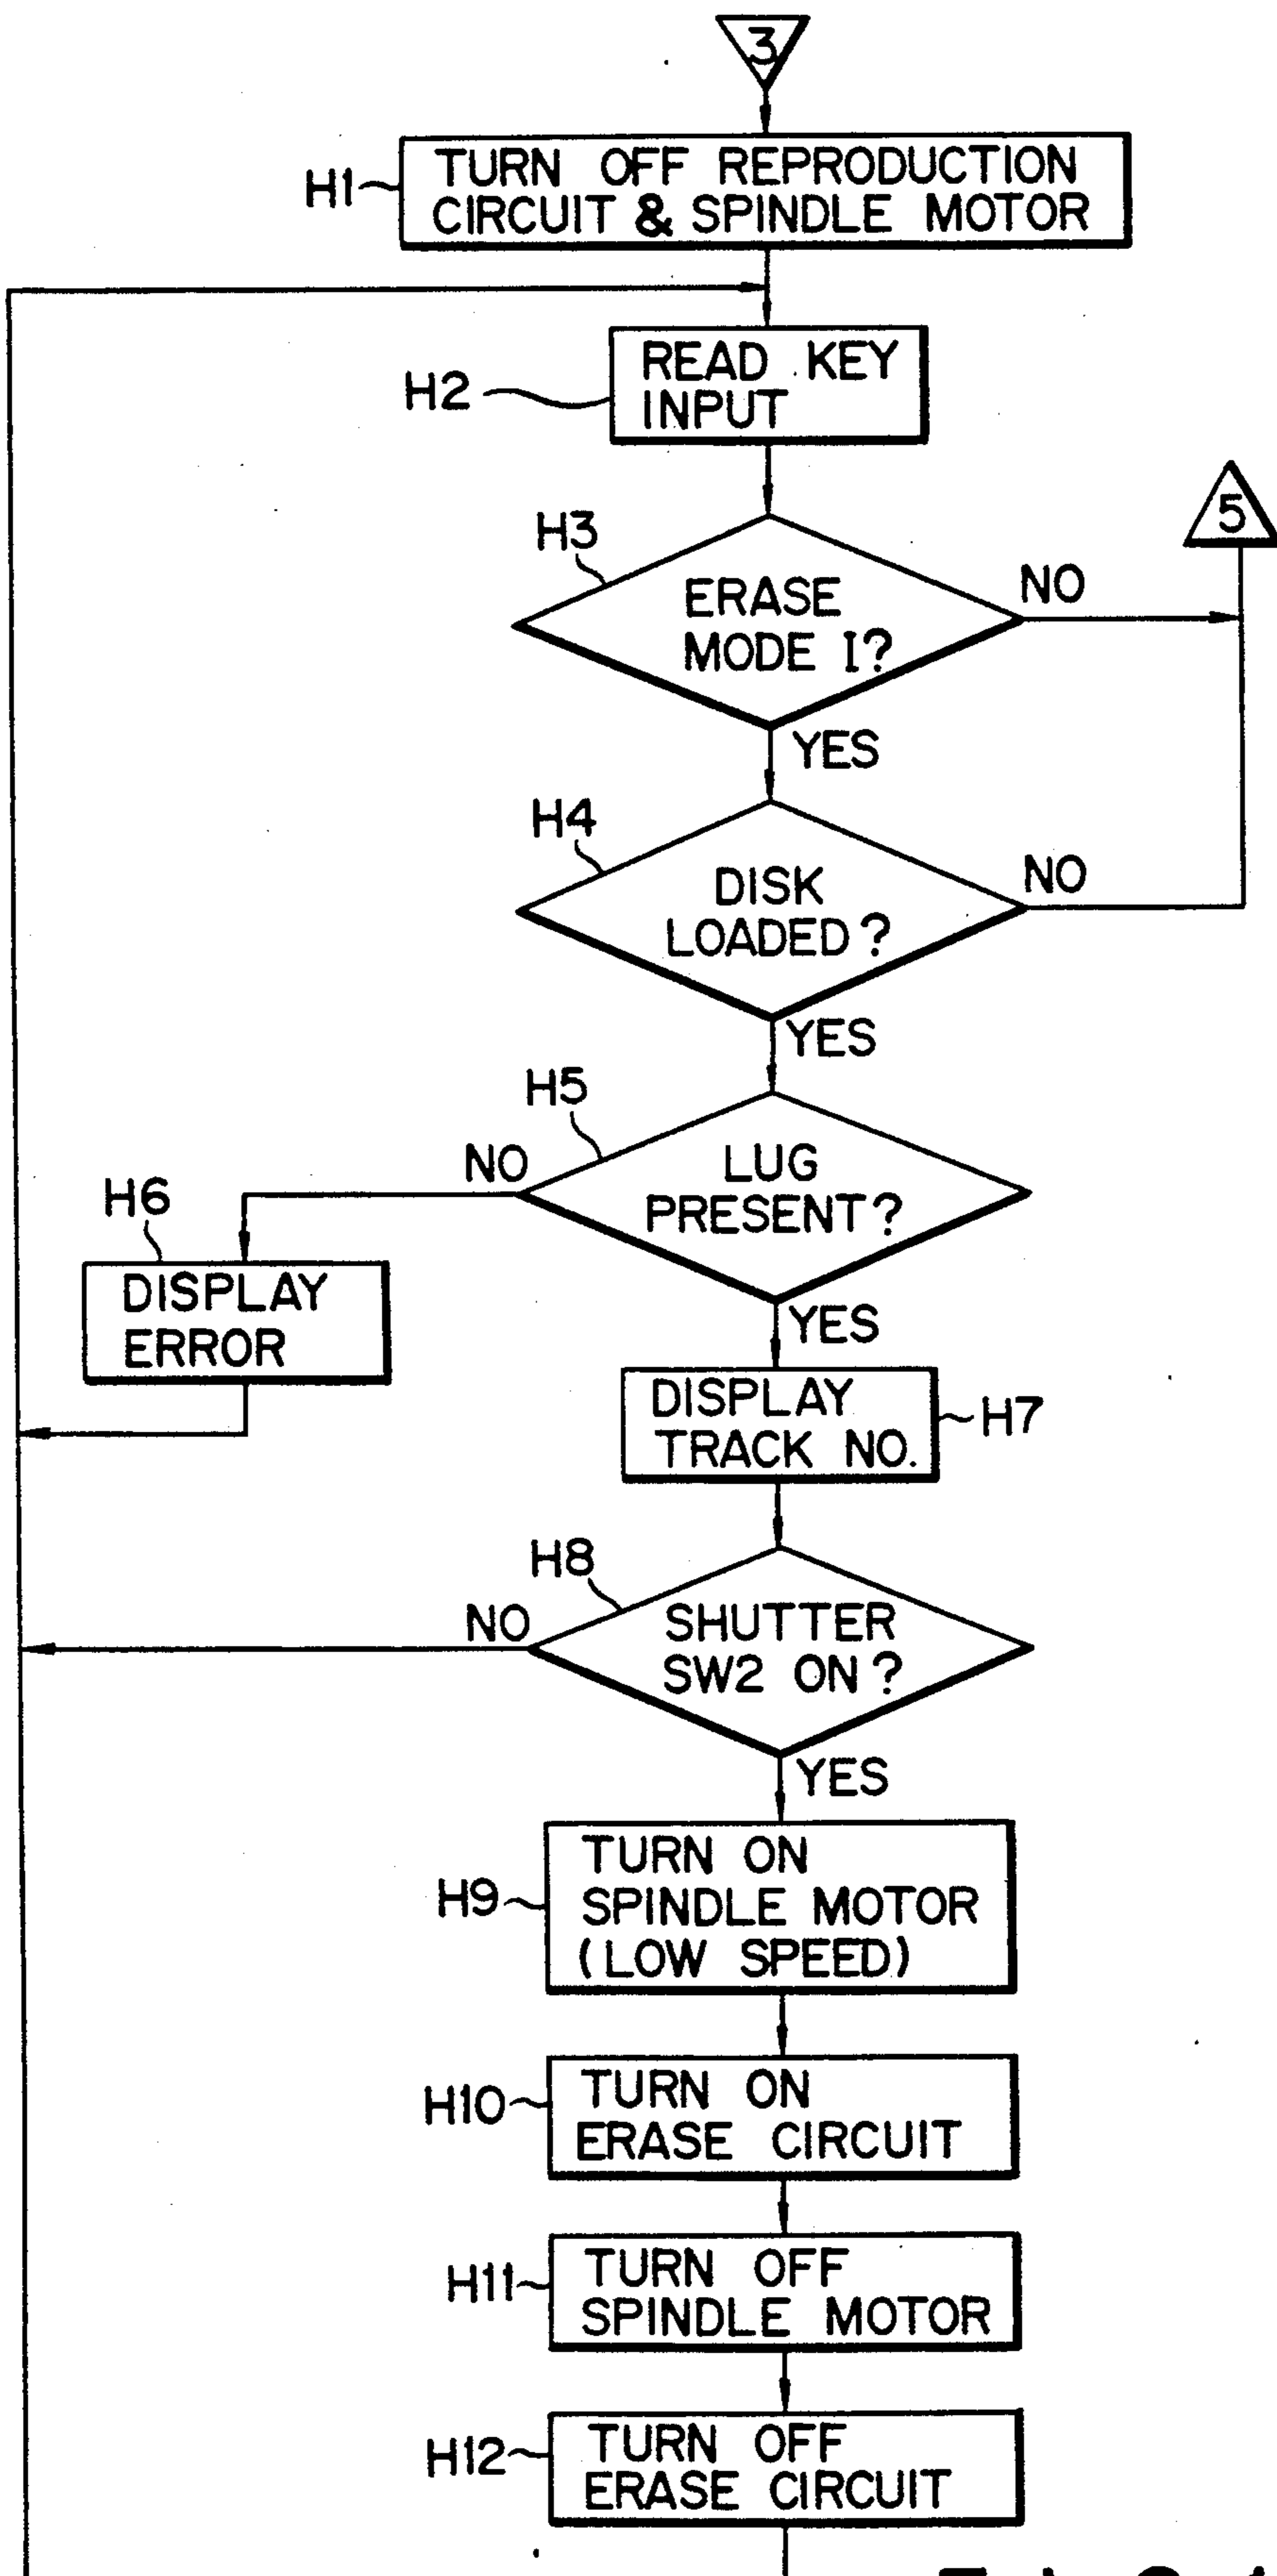 3
H1
TURN OFF REPRODUCTION
CIRCUIT & SPINDLE MOTOR
H2
READ KEY
INPUT
5
H3
ERASE
MODE I?
NO
YES
H4
DISK
LOADED?
NO
YES
H5
LUG
PRESENT?
NO
YES
H6
DISPLAY
ERROR
DISPLAY
TRACK NO.
H7
H8
SHUTTER
SW2 ON?
NO
YES
H9
TURN ON
SPINDLE MOTOR
(LOW SPEED)
H10
TURN ON
ERASE CIRCUIT
H11
TURN OFF
SPINDLE MOTOR
H12
TURN OFF
ERASE CIRCUIT